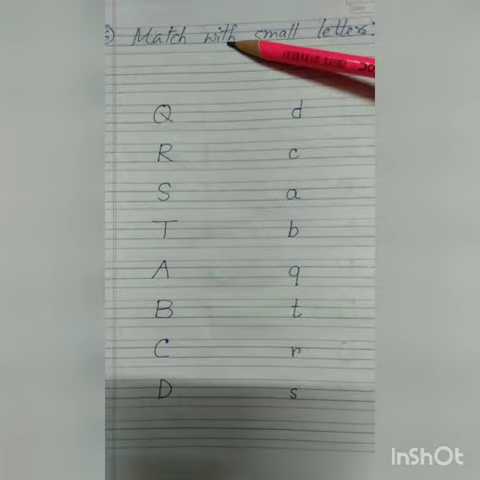 Match with small letters:
Q d
R c
S a
T b
A q
B t
C r
D s
InShOt